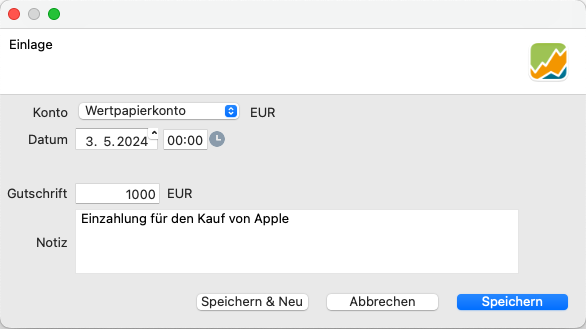 Einlage
Konto Wertpapierkonto EUR
Datum 3. 5.2024 00:00
Gutschrift 1000 EUR
Einzahlung für den Kauf von Apple
Notiz
Speichern & Neu Abbrechen Speichern